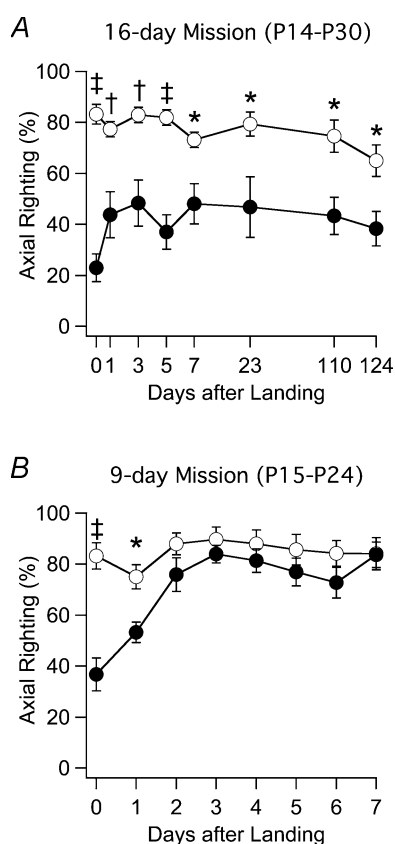 A
16-day Mission (P14-P30)
100
80
60
40
20
0
Axial Righting (%)
‡ † † ‡ * * * *
0 1 3 5 7 23 110 124
Days after Landing
B
9-day Mission (P15-P24)
100
80
60
40
20
0
Axial Righting (%)
‡ *
0 1 2 3 4 5 6 7
Days after Landing